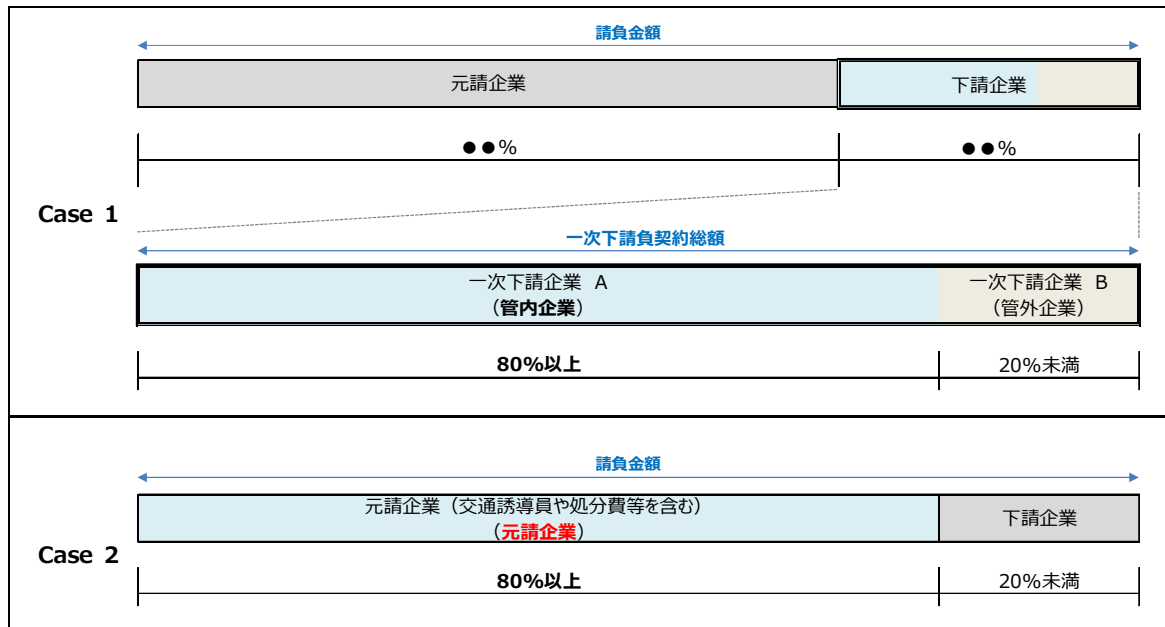 請負金額
元請企業
下請企業
●●%
●●%
Case 1
一次下請負契約総額
一次下請企業 A
(管内企業)
一次下請企業 B
(管外企業)
80%以上
20%未満
請負金額
元請企業(交通誘導員や処分費等を含む)
(元請企業)
下請企業
Case 2
80%以上
20%未満